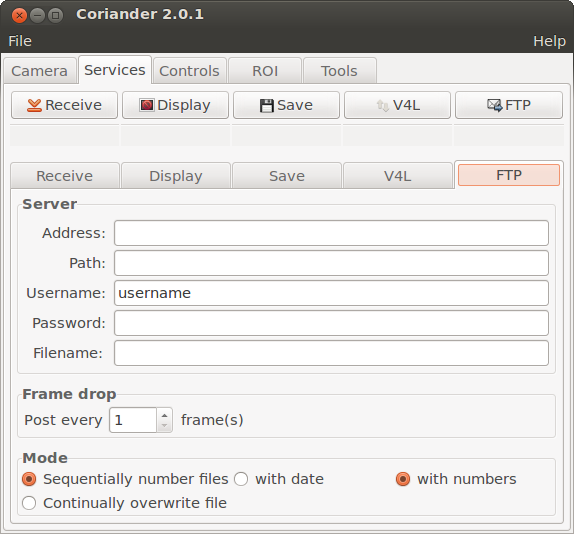 Coriander 2.0.1
File Help
Camera Services Controls ROI Tools
Receive Display Save V4L FTP
Receive Display Save V4L FTP
Server
Address:
Path:
Username: username
Password:
Filename:
Frame drop
Post every 1 frame(s)
Mode
Sequentially number files with date with numbers
Continually overwrite file